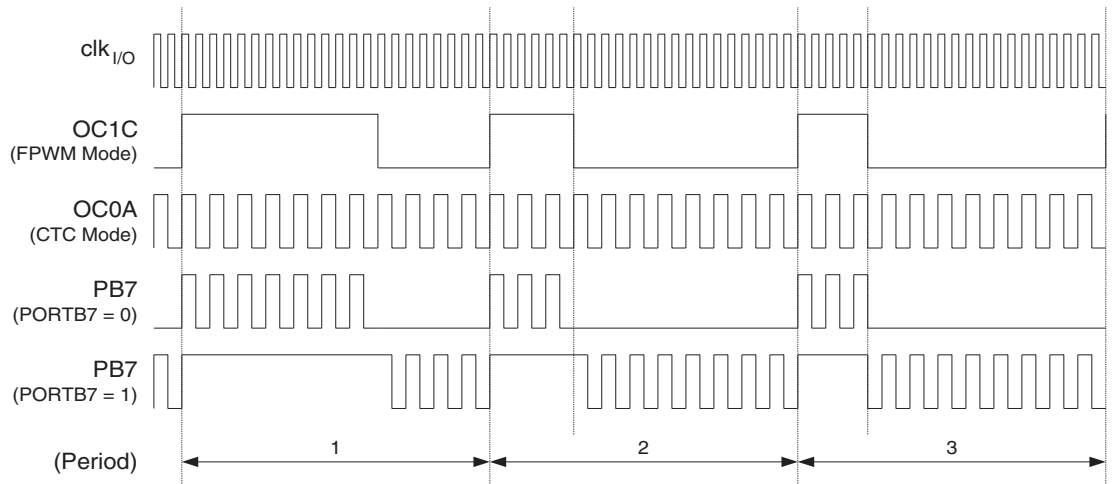 clk I/O
OC1C
(FPWM Mode)
OC0A
(CTC Mode)
PB7
(PORTB7 = 0)
PB7
(PORTB7 = 1)
(Period)
1
2
3